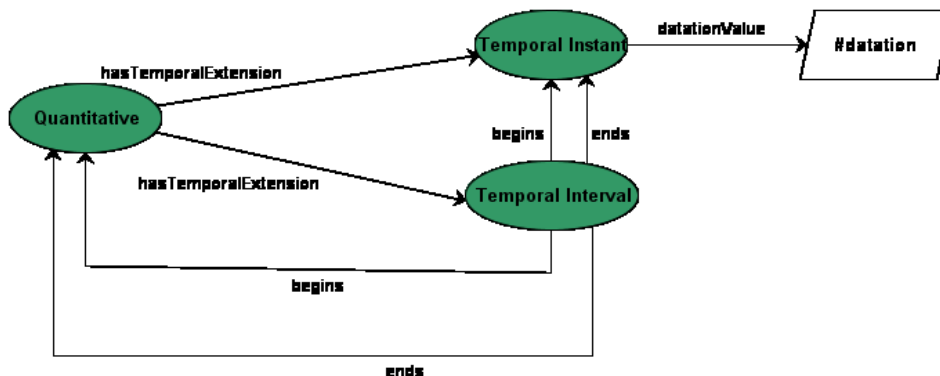 datationValue
Temporal Instant
#datation
hasTemporalExtension
Quantitative
begins
ends
hasTemporalExtension
Temporal Interval
begins
ends